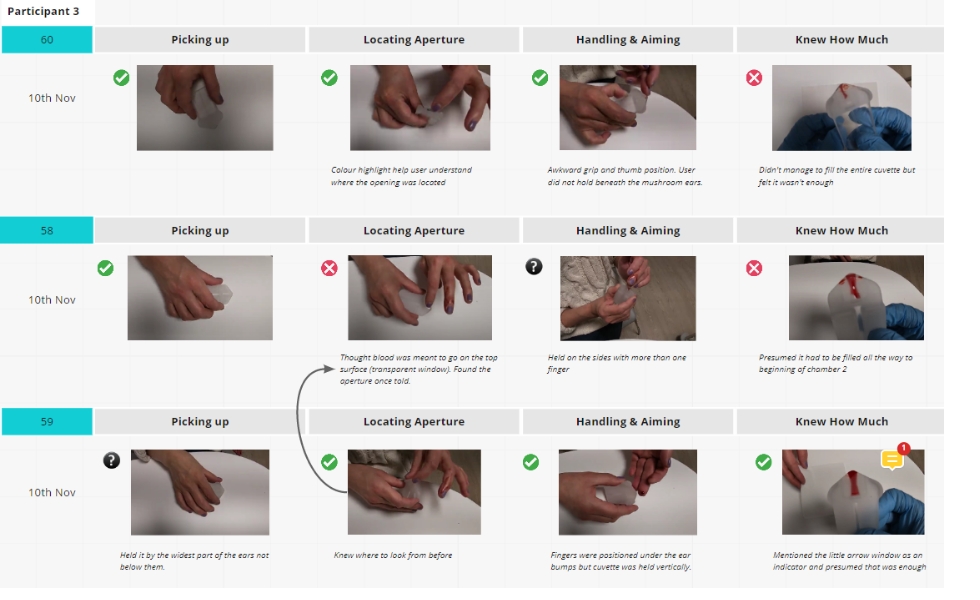 Participant 3
60
Picking up
Locating Aperture
Handling & Aiming
Knew How Much
10th Nov
Colour highlight help user understand
where the opening was located
Awkward grip and thumb position. User
did not hold beneath the mushroom ears.
Didn't manage to fill the entire cuvette but
felt it wasn't enough
58
Picking up
Locating Aperture
Handling & Aiming
Knew How Much
10th Nov
?
Thought blood was meant to go on the top
surface (transparent window). Found the
aperture once told.
Held on the sides with more than one
finger
Presumed it had to be filled all the way to
beginning of chamber 2
59
Picking up
Locating Aperture
Handling & Aiming
Knew How Much
10th Nov
?
1
Held it by the widest part of the ears not
below them.
Knew where to look from before
Fingers were positioned under the ear
bumps but cuvette was held vertically.
Mentioned the little arrow window as an
indicator and presumed that was enough